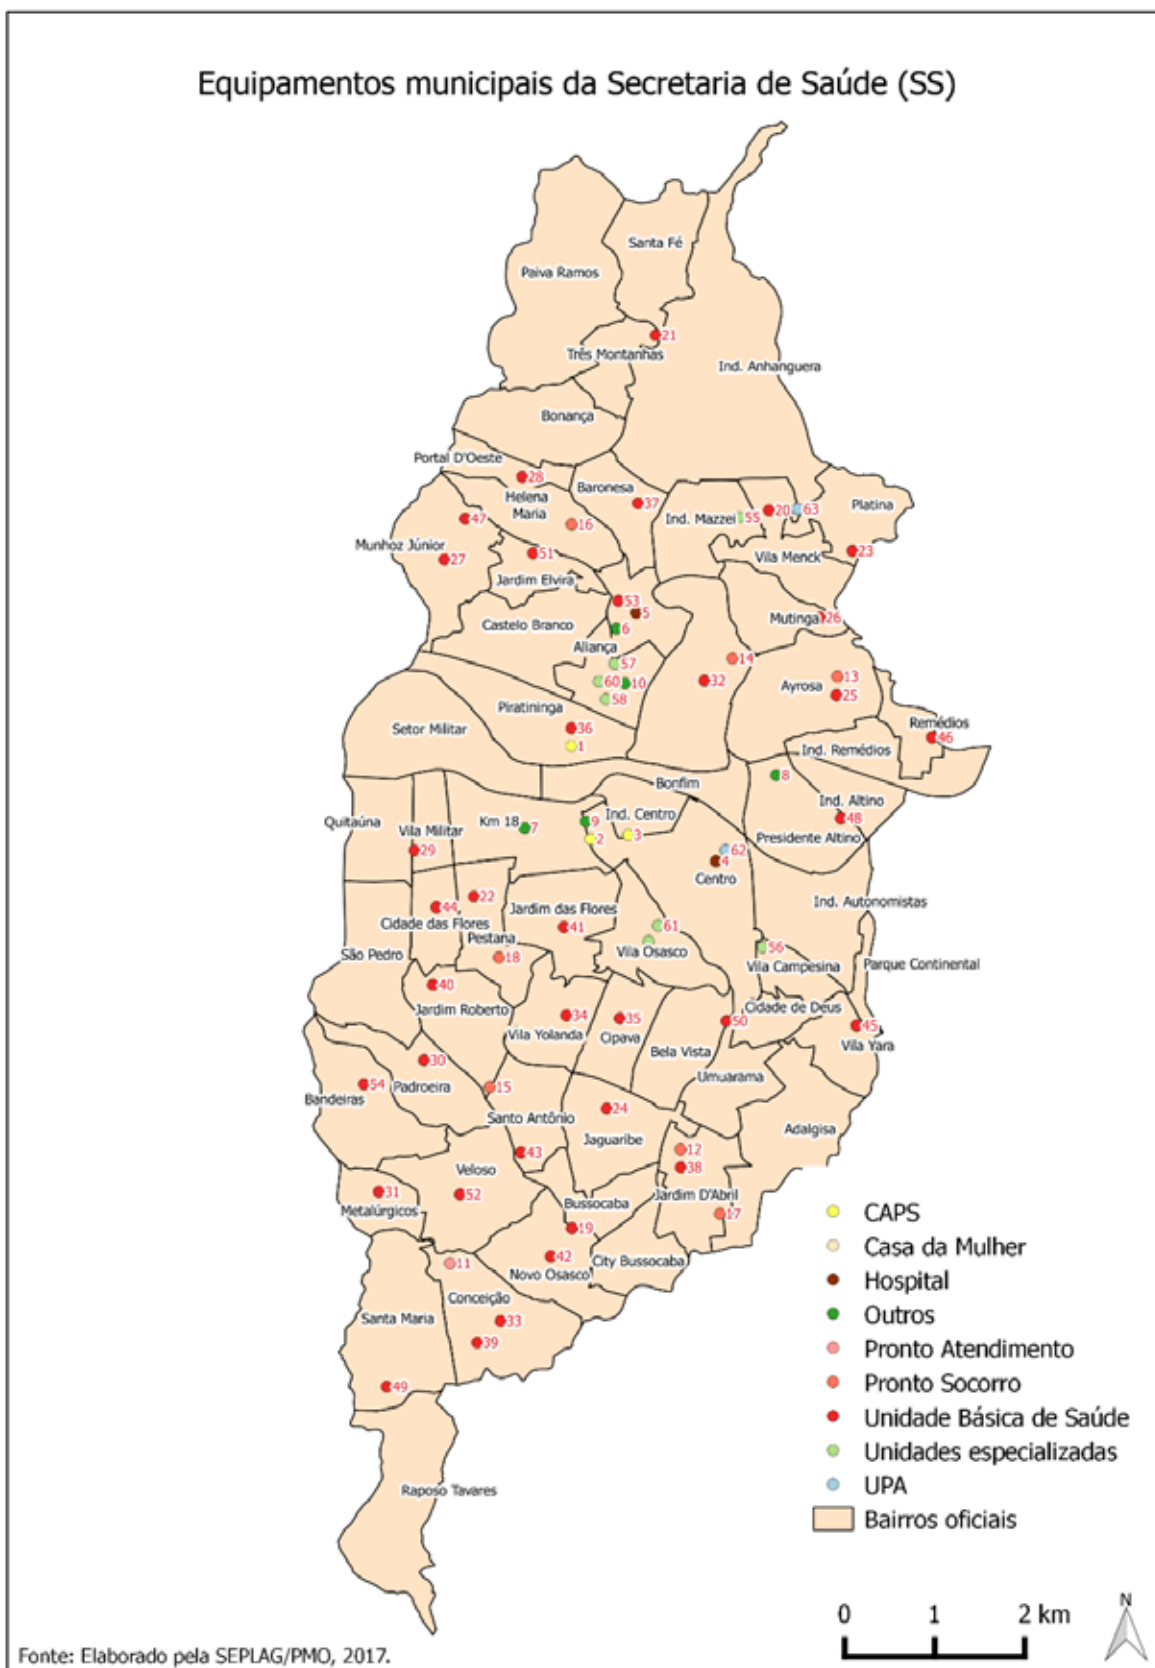 Equipamentos municipais da Secretaria de Saúde (SS)
Santa Fé
Paiva Ramos
21
Três Montanhas
Ind. Anhanguera
Bonança
Portal D'Oeste
28
Baronesa
Helena
Maria
37
Platina
47
16
Ind. Mazzei
55
20
63
Munhoz Júnior
27
51
Vila Menck
23
Jardim Elvira
53
5
Castelo Branco
6
Mutinga
26
Aliança
57
14
60
10
32
13
Ayrosa
25
58
Piratininga
Setor Militar
36
1
Remédios
46
Ind. Remédios
Bonfim
8
Ind. Altino
Quitaúna
Vila Militar
Km 18
7
9
Ind. Centro
2
3
48
Presidente Altino
29
62
4
Centro
22
44
Cidade das Flores
Jardim das Flores
Ind. Autonomistas
Pestana
41
61
São Pedro
18
Vila Osasco
56
Vila Campesina
Parque Continental
40
Jardim Roberto
Cidade de Deus
34
35
50
45
Vila Yolanda
Cipava
Bela Vista
Vila Yara
30
Umuarama
54
Padroeira
15
Bandeiras
24
Santo Antônio
Jaguaribe
Adalgisa
43
12
38
Veloso
31
52
Jardim D'Abril
Metalúrgicos
Bussocaba
17
19
11
42
Novo Osasco
City Bussocaba
Conceição
Santa Maria
33
39
49
Raposo Tavares
CAPS
Casa da Mulher
Hospital
Outros
Pronto Atendimento
Pronto Socorro
Unidade Básica de Saúde
Unidades especializadas
UPA
Bairros oficiais
0 1 2 km
N
Fonte: Elaborado pela SEPLAG/PMO, 2017.